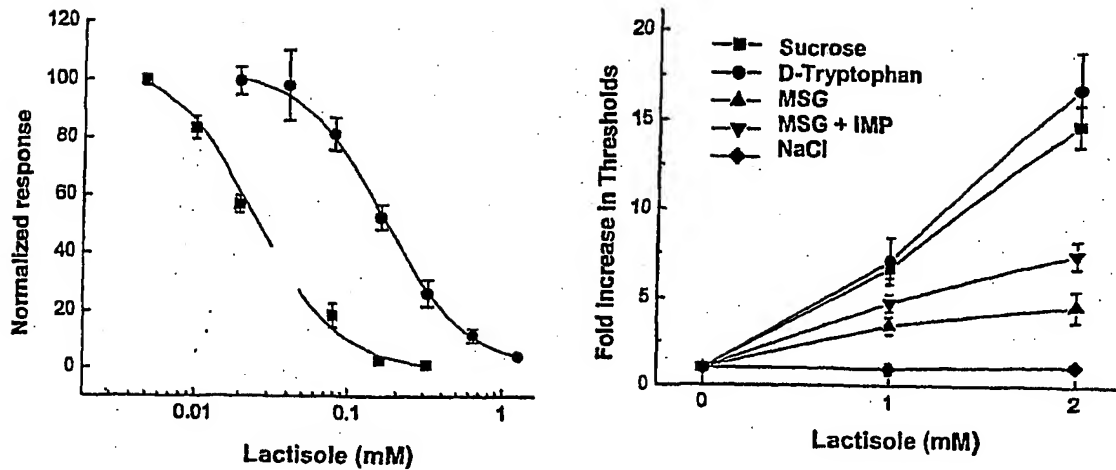 120
100
80
60
40
20
0
Normalized response
0.01 0.1 1
Lactisole (mM)
20
15
10
5
0
Fold Increase in Thresholds
Sucrose
D-Tryptophan
MSG
MSG + IMP
NaCl
0 1 2
Lactisole (mM)